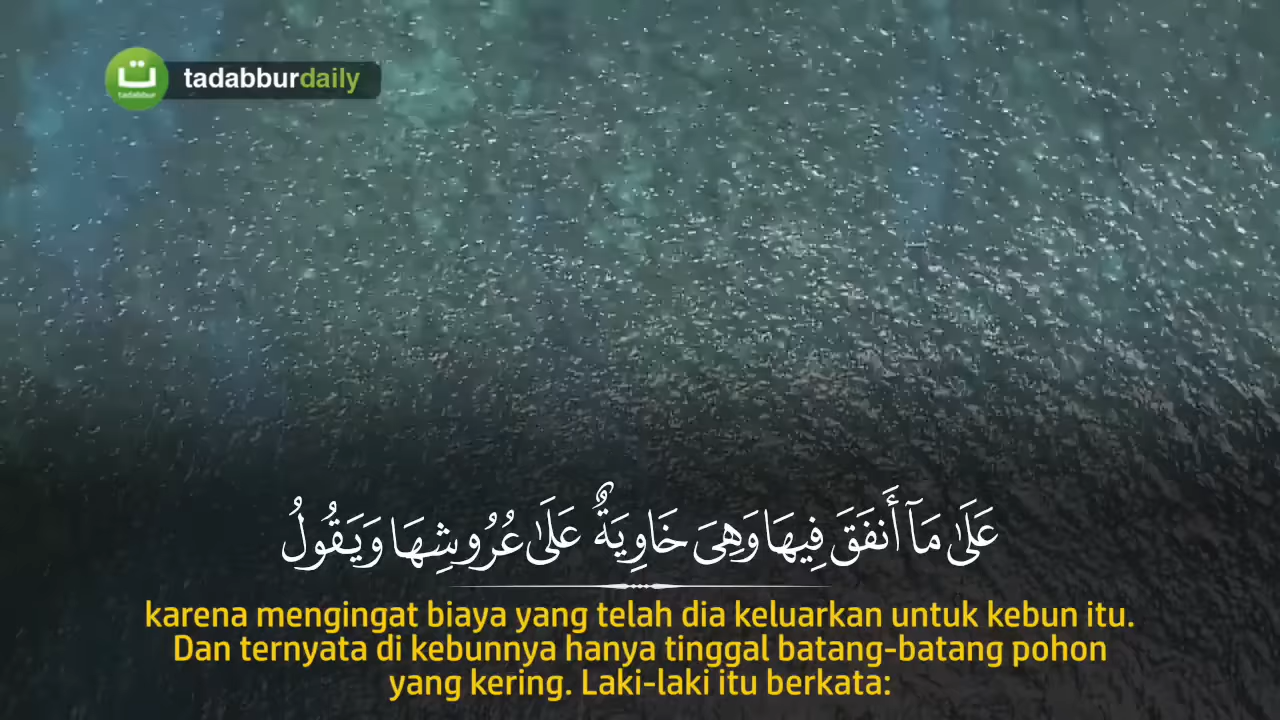 ت
tadabbur
tadabburdaily
عَلَىٰ مَآ أَنفَقَ فِيهَا وَهِىَ خَاوِيَةٌ عَلَىٰ عُرُوشِهَا وَيَقُولُ
karena mengingat biaya yang telah dia keluarkan untuk kebun itu.
Dan ternyata di kebunnya hanya tinggal batang-batang pohon
yang kering. Laki-laki itu berkata: